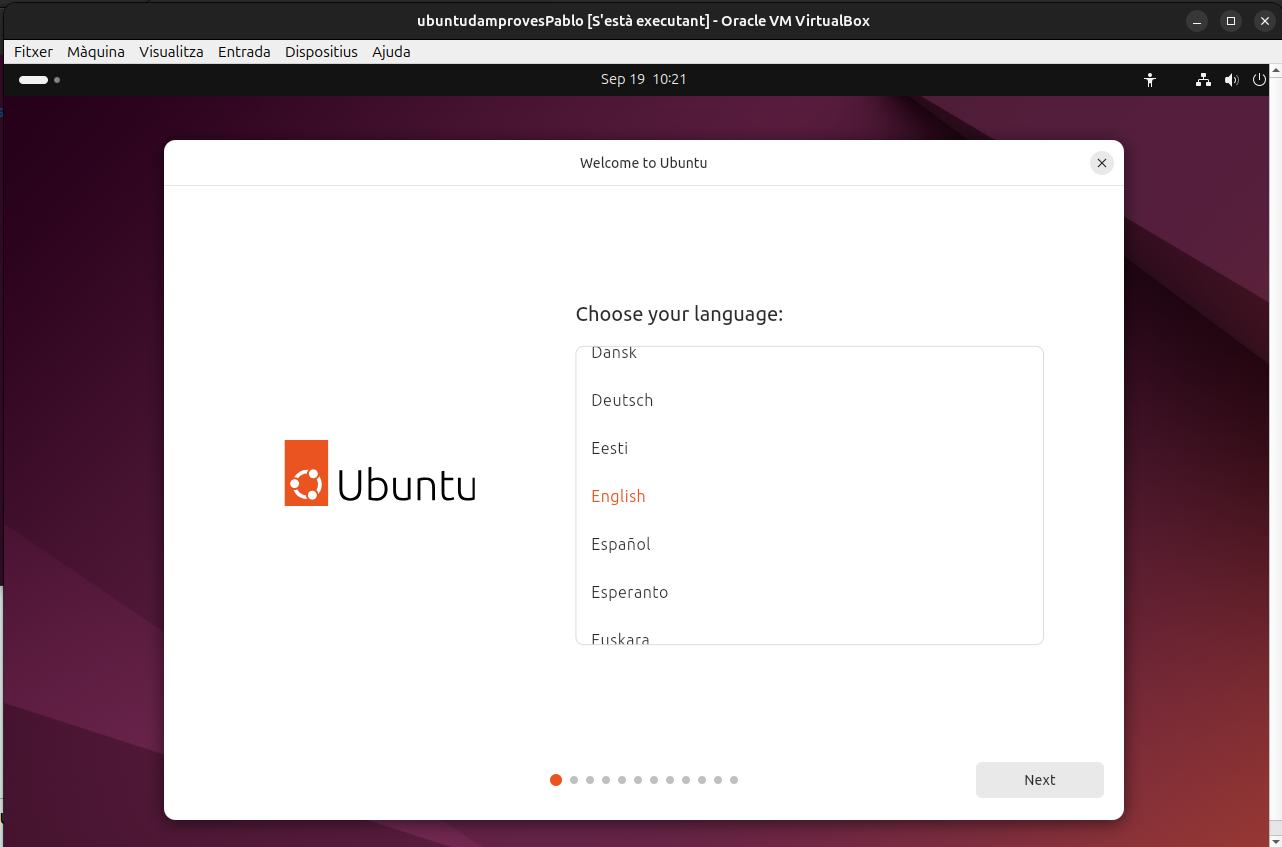 ubuntudamprovesPablo [S'està executant] - Oracle VM VirtualBox
Fitxer Màquina Visualitza Entrada Dispositius Ajuda
Sep 19 10:21
Welcome to Ubuntu
Choose your language:
Dansk
Deutsch
Eesti
English
Español
Esperanto
Euskara
Ubuntu
Next